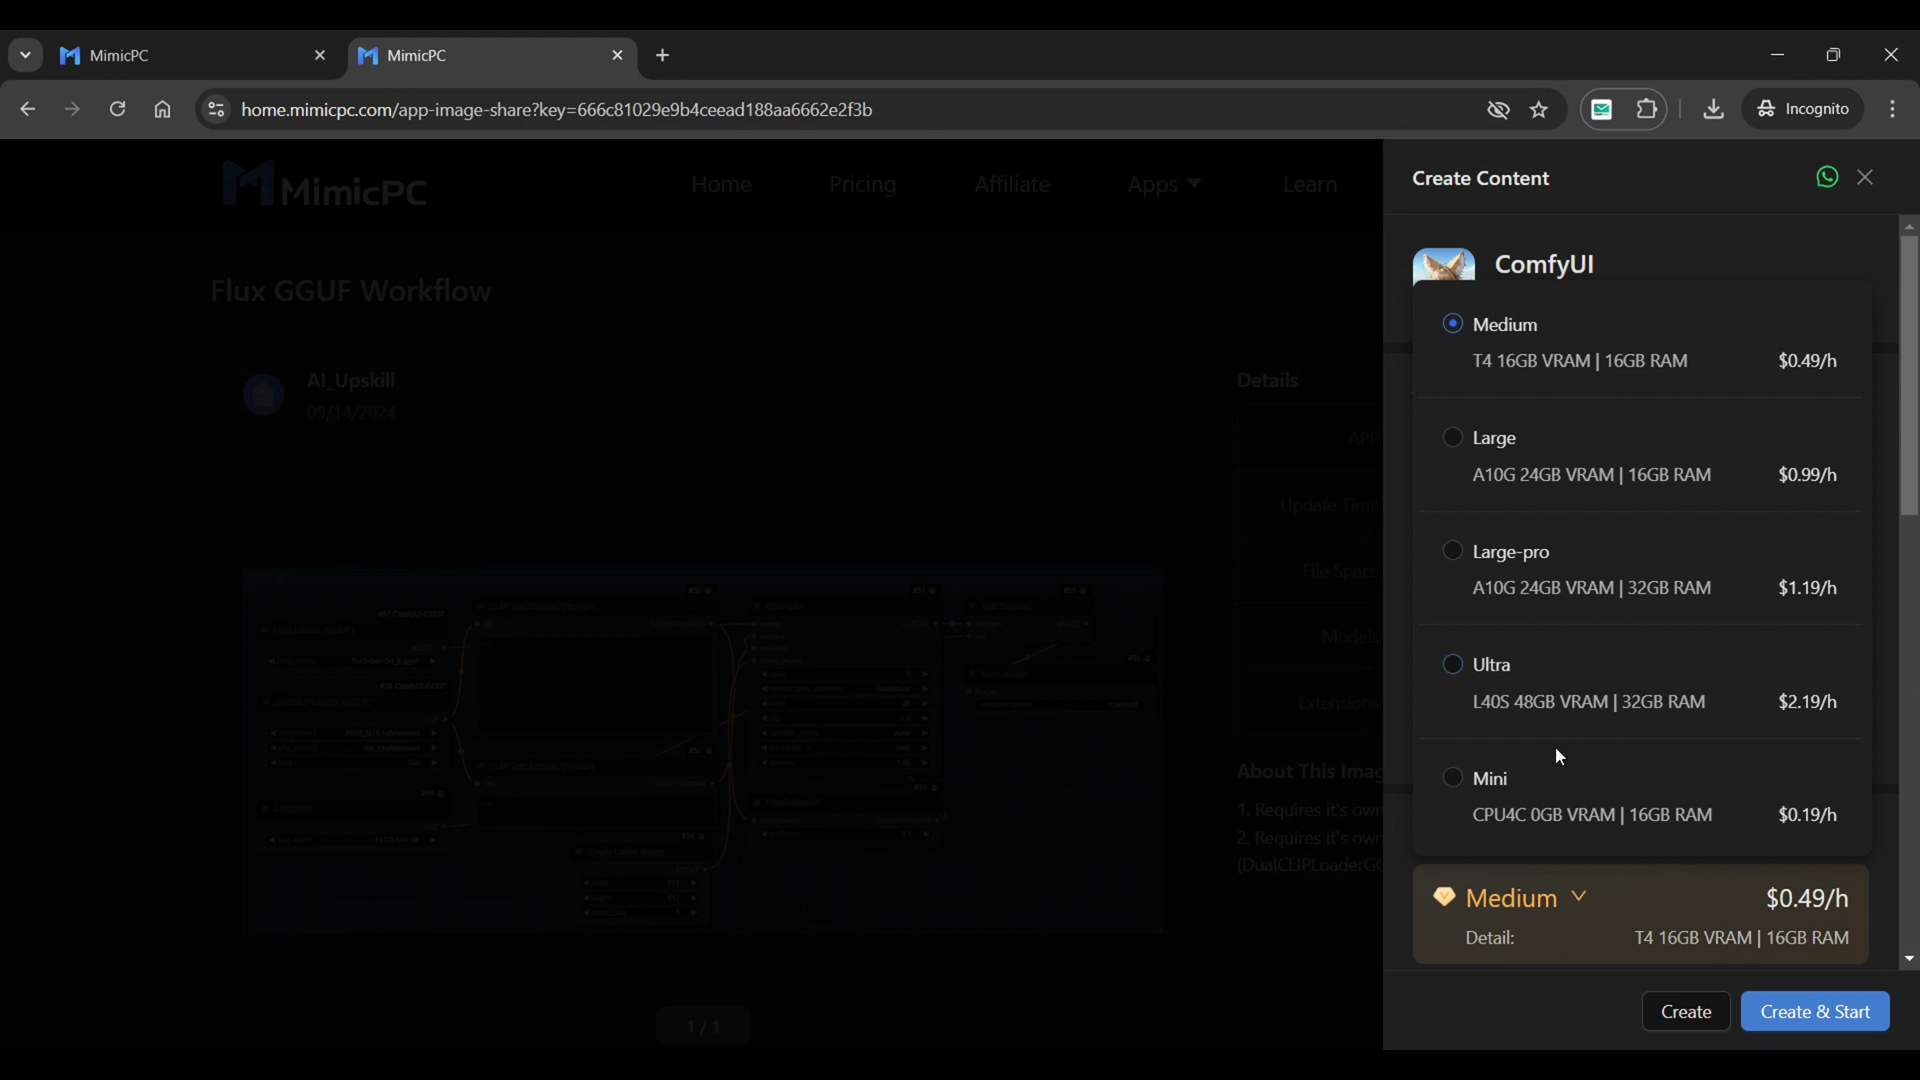 MimicPC
MimicPC
home.mimicpc.com/app-image-share?key=666c81029e9b4ceead188aa6662e2f3b
Incognito
MimicPC
Home
Pricing
Affiliate
Apps
Learn
Flux GGUF Workflow
AI_Upskill
09/14/2024
Details
APP
Update Time
File Space
Models
Extensions
About This Imag
1. Requires it's own
2. Requires it's own
(DualCLIPLoaderGG
1 / 1
Create Content
ComfyUI
Medium
T4 16GB VRAM | 16GB RAM $0.49/h
Large
A10G 24GB VRAM | 16GB RAM $0.99/h
Large-pro
A10G 24GB VRAM | 32GB RAM $1.19/h
Ultra
L40S 48GB VRAM | 32GB RAM $2.19/h
Mini
CPU4C 0GB VRAM | 16GB RAM $0.19/h
Medium $0.49/h
Detail: T4 16GB VRAM | 16GB RAM
Create
Create & Start